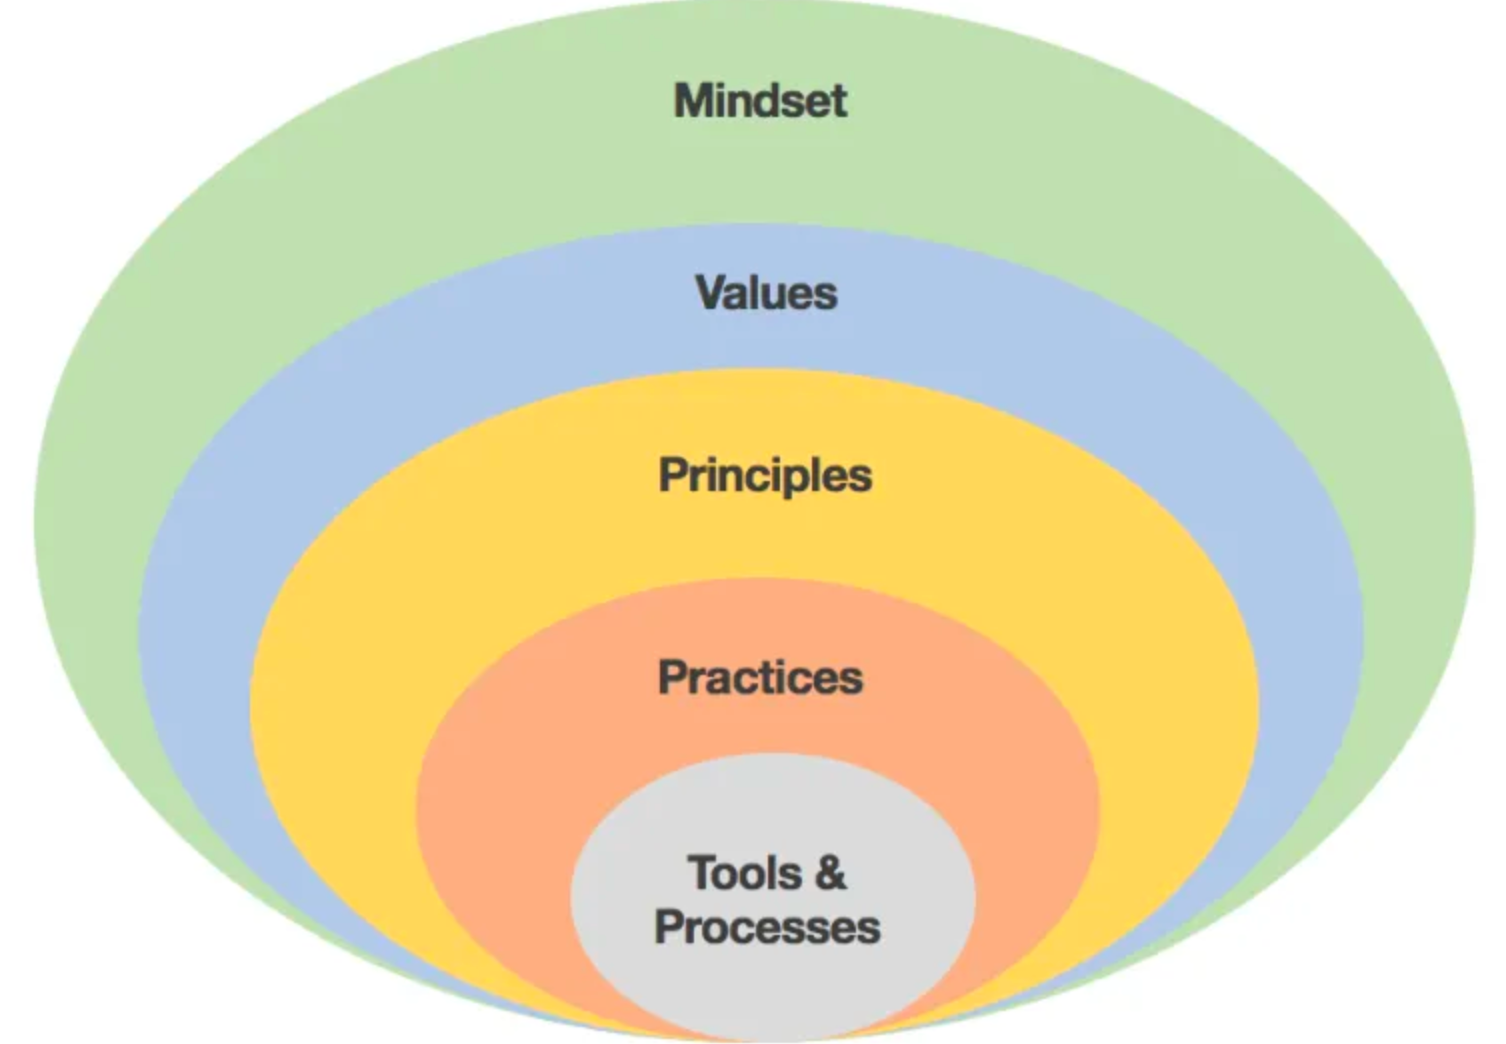 Mindset
Values
Principles
Practices
Tools &
Processes